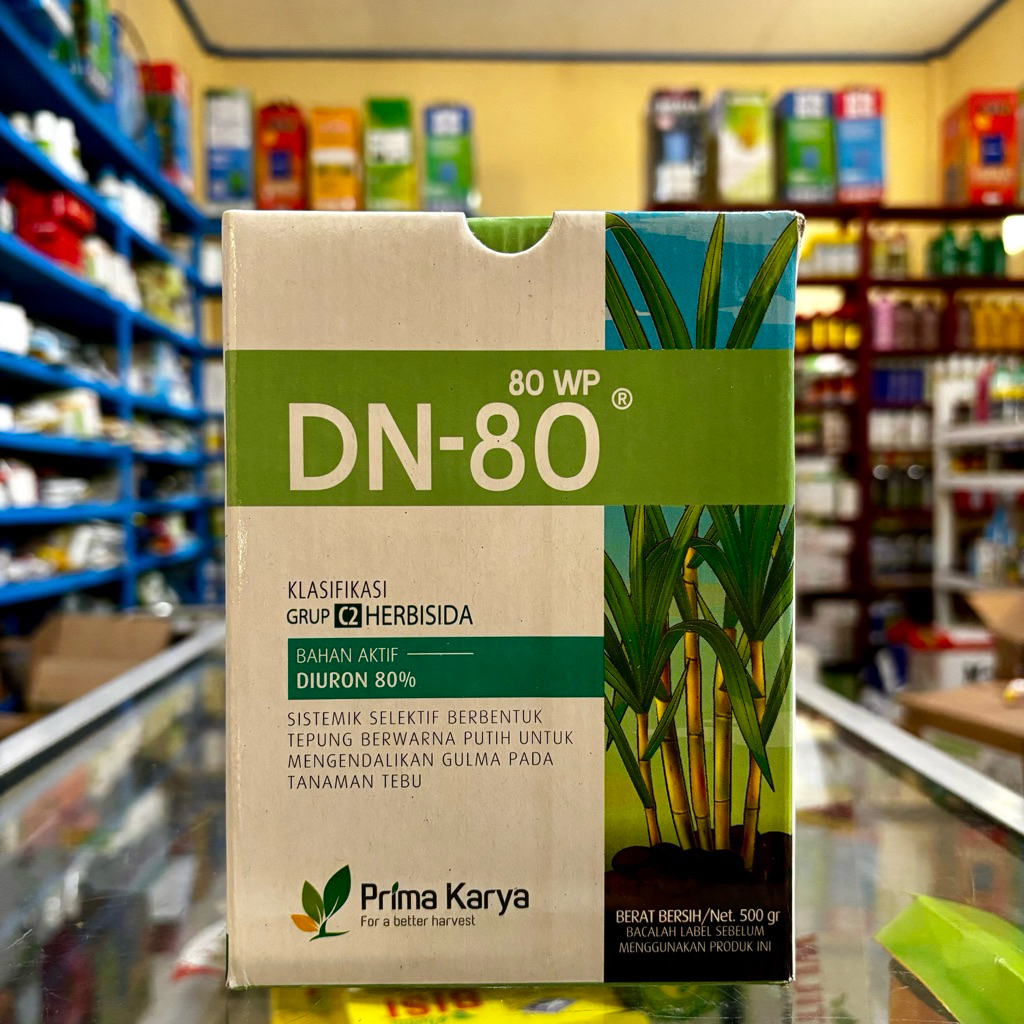 80 WP
DN-80®
KLASIFIKASI
GRUP C2 HERBISIDA
BAHAN AKTIF
DIURON 80%
SISTEMIK SELEKTIF BERBENTUK
TEPUNG BERWARNA PUTIH UNTUK
MENGENDALIKAN GULMA PADA
TANAMAN TEBU
Prima Karya
For a better harvest
BERAT BERSIH/Net. 500 gr
BACALAH LABEL SEBELUM
MENGGUNAKAN PRODUK INI